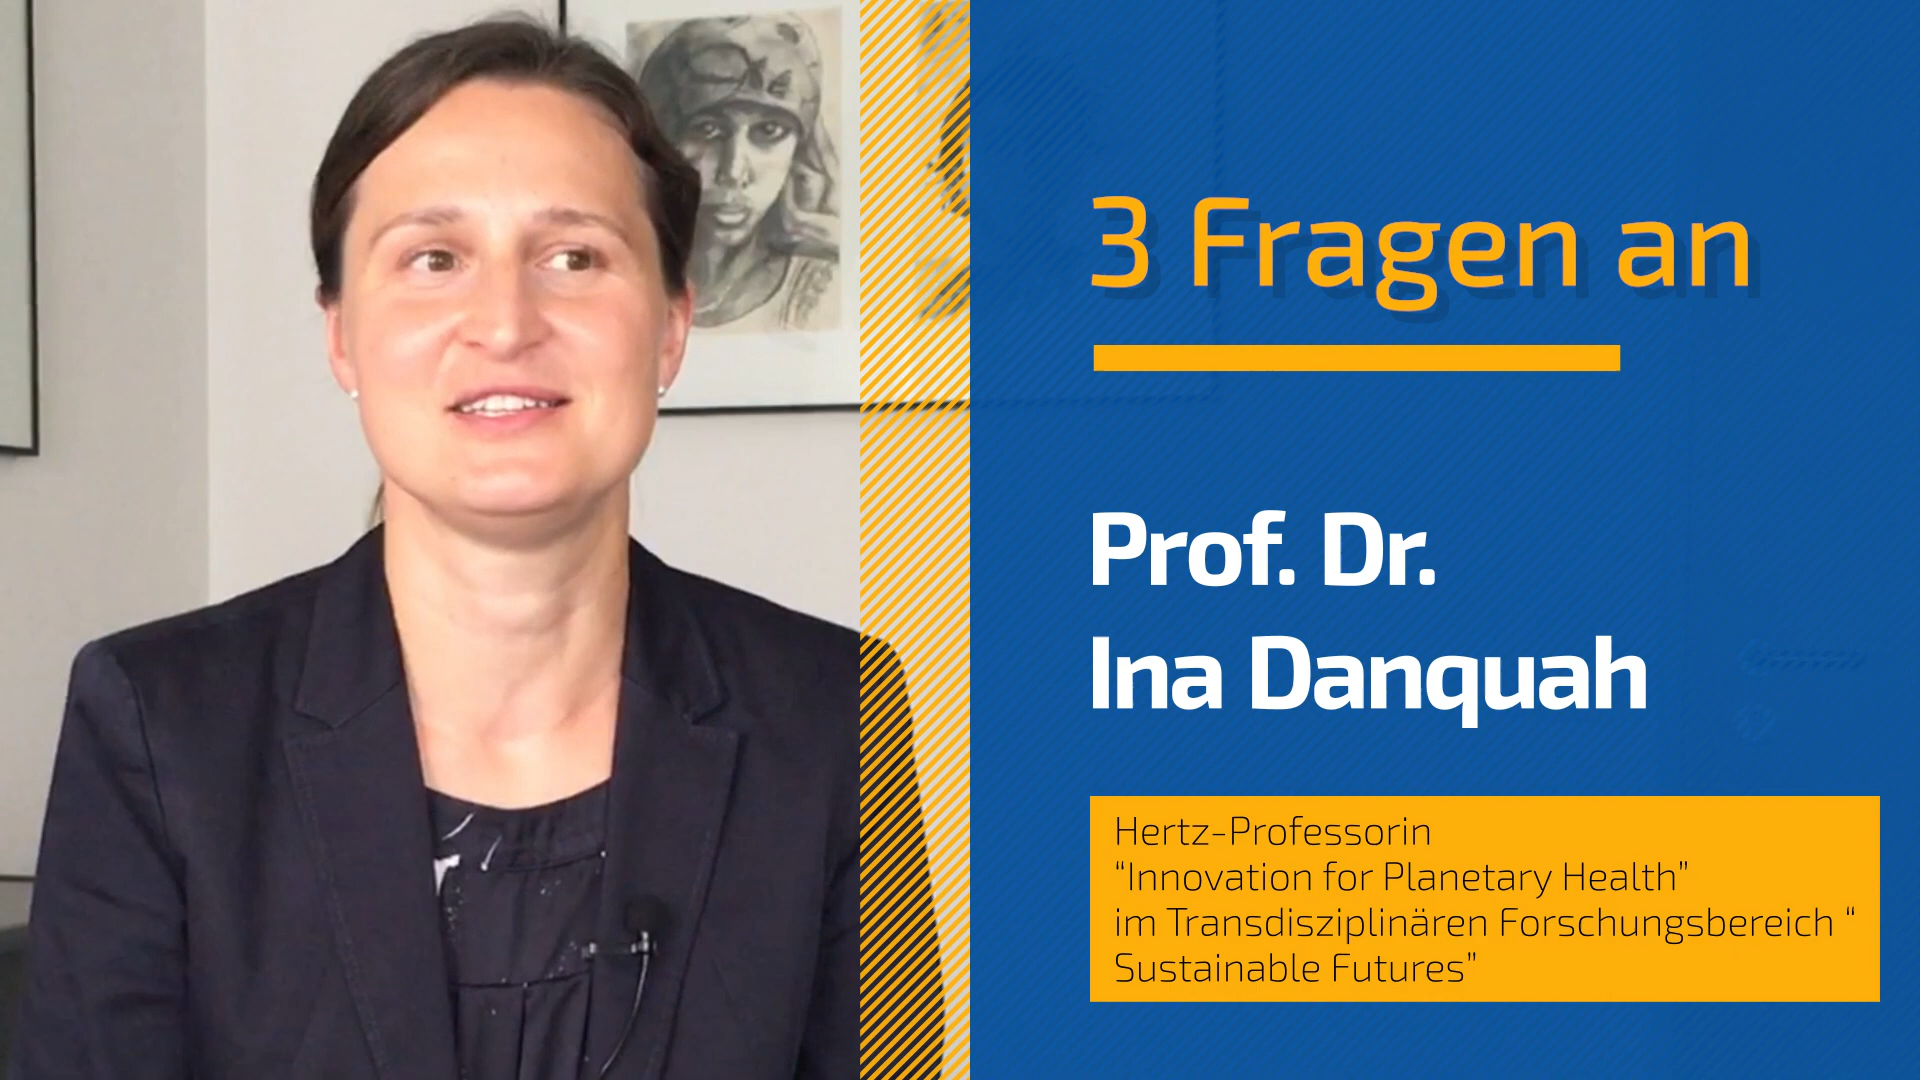 3 Fragen an
Prof. Dr.
Ina Danquah
Hertz-Professorin
“Innovation for Planetary Health”
im Transdisziplinären Forschungsbereich “
Sustainable Futures”